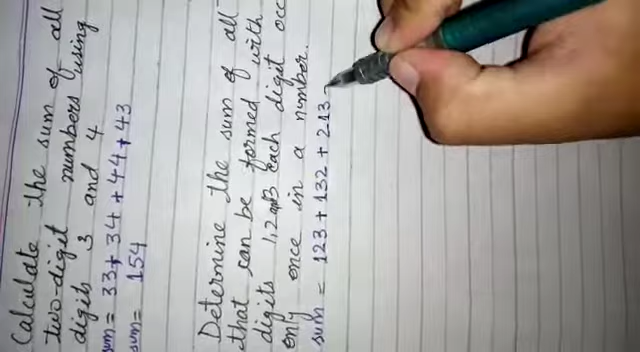 Calculate the sum of all
two-digit numbers using
digits 3 and 4
sum = 33+34+44+43
sum = 154
Determine the sum of all
that can be formed with
digits 1,2 and 3 each digit occ
only once in a number.
sum = 123+132+213